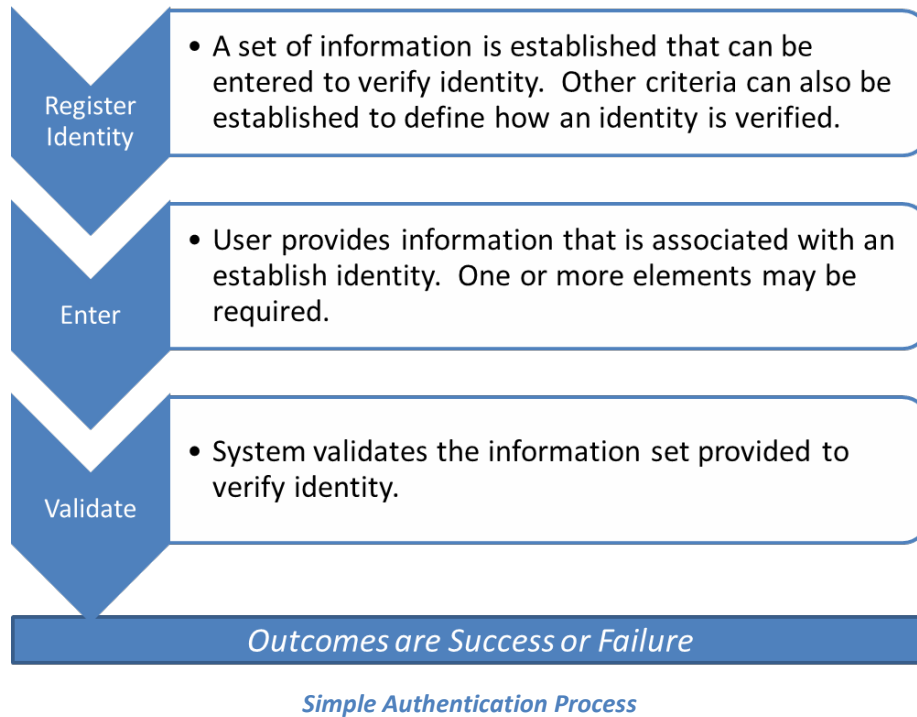 Register
Identity
• A set of information is established that can be
entered to verify identity.  Other criteria can also be
established to define how an identity is verified.
Enter
• User provides information that is associated with an
establish identity.  One or more elements may be
required.
Validate
• System validates the information set provided to
verify identity.
Outcomes are Success or Failure
Simple Authentication Process